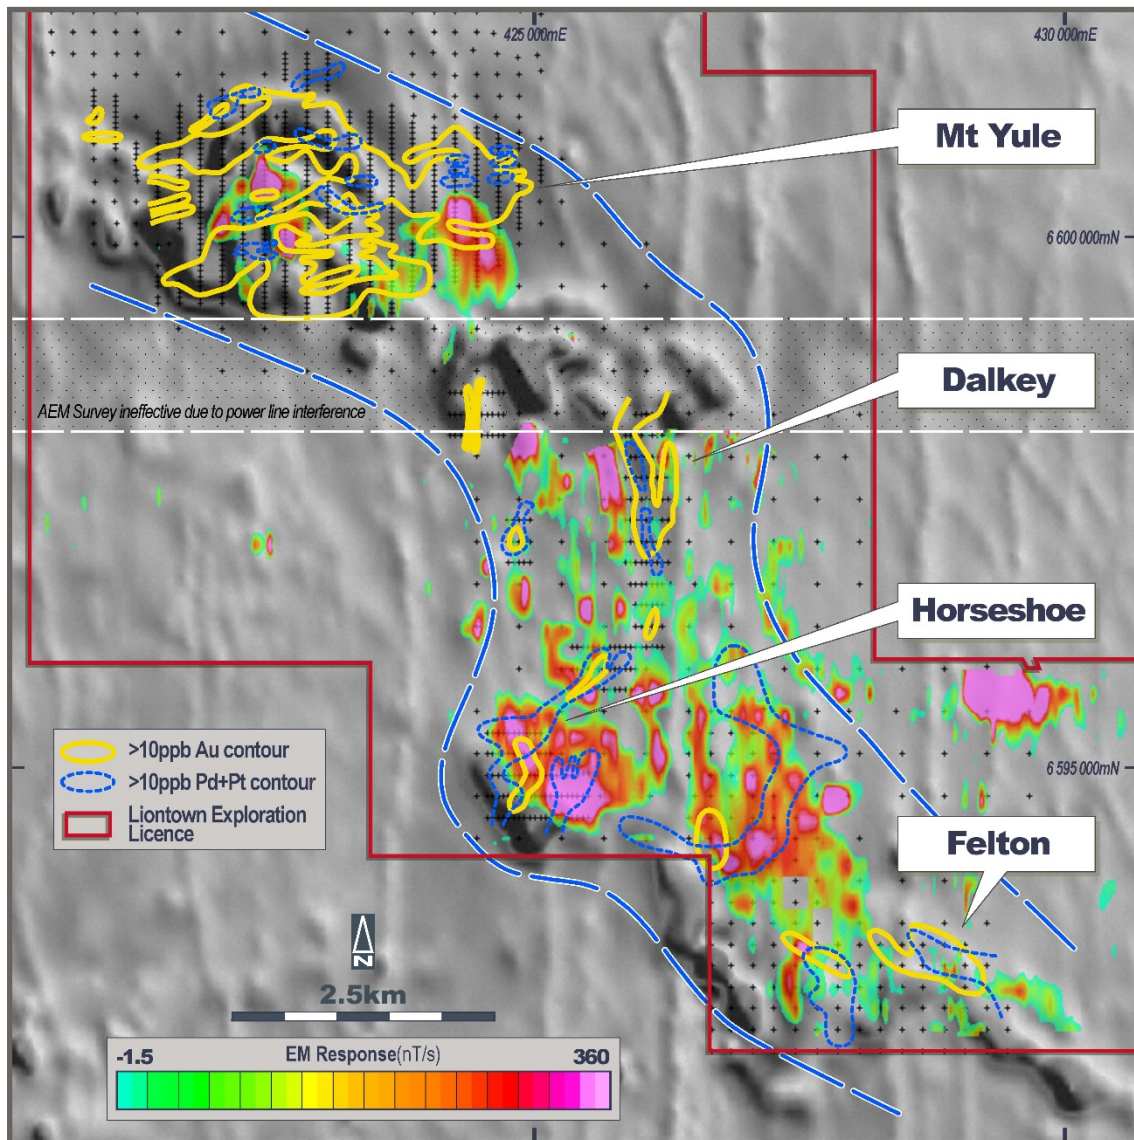 425 000mE
430 000mE
Mt Yule
6 600 000mN
Dalkey
AEM Survey ineffective due to power line interference
Horseshoe
>10ppb Au contour
>10ppb Pd+Pt contour
Liontown Exploration
Licence
6 595 000mN
Felton
N
2.5km
-1.5
EM Response(nT/s)
360